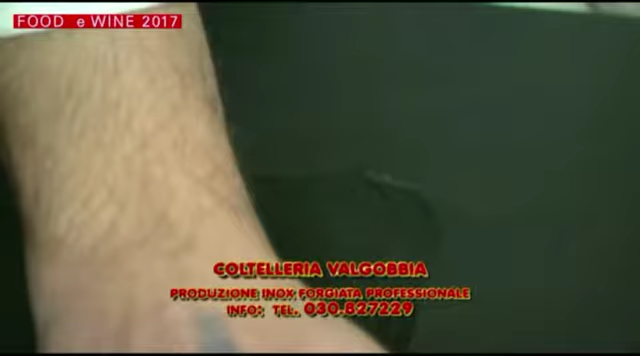 FOOD e WINE 2017
COLTELLERIA VALGOBBIA
PRODUZIONE INOX FORGIATA PROFESSIONALE
INFO: TEL. 030.827229